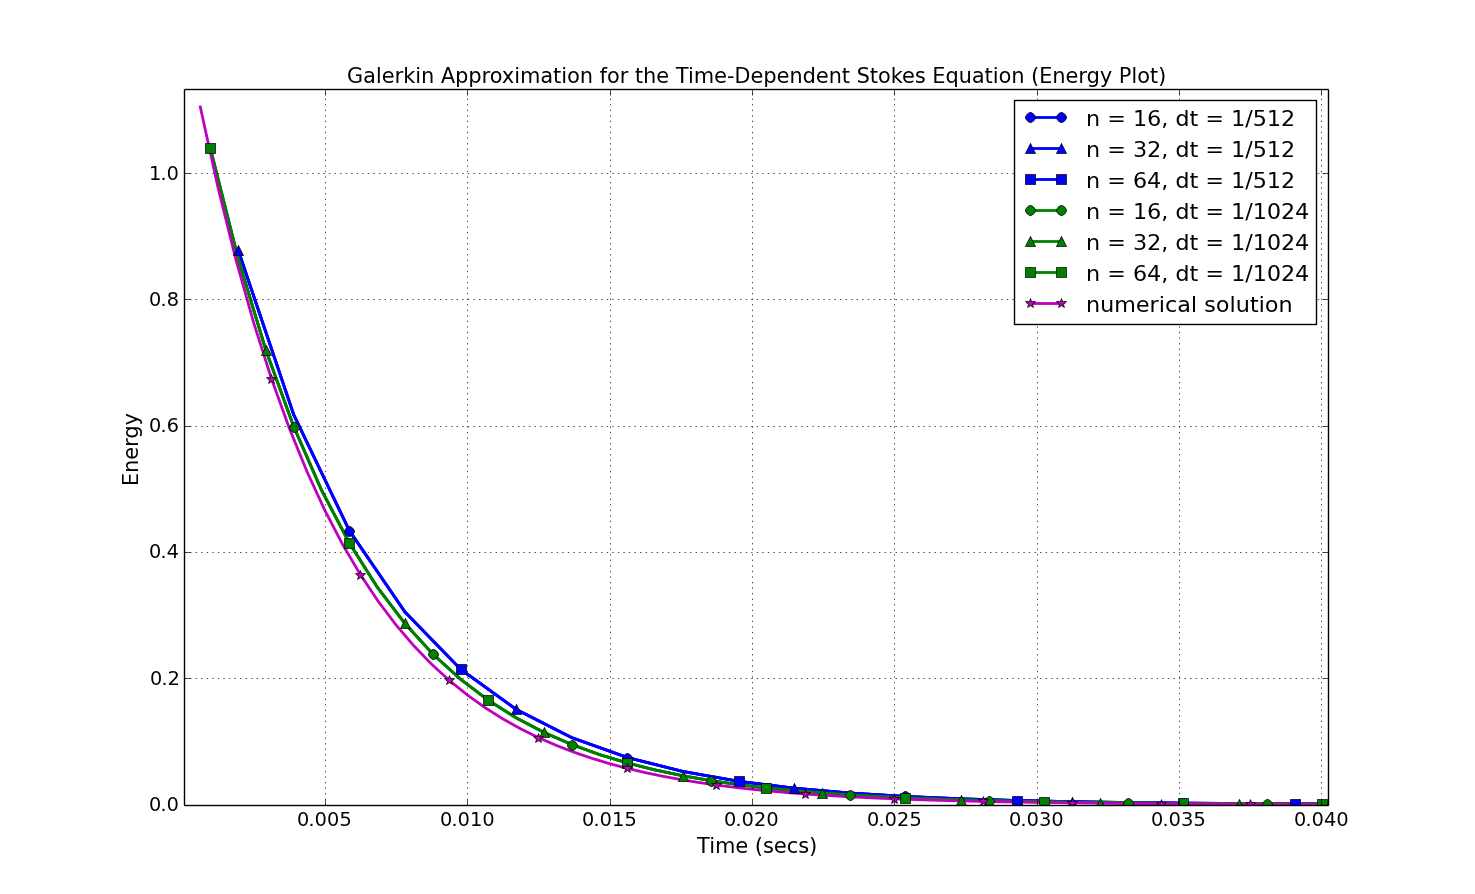 Galerkin Approximation for the Time-Dependent Stokes Equation (Energy Plot)
n = 16, dt = 1/512
n = 32, dt = 1/512
n = 64, dt = 1/512
n = 16, dt = 1/1024
n = 32, dt = 1/1024
n = 64, dt = 1/1024
numerical solution
1.0
0.8
0.6
0.4
0.2
0.0
Energy
0.005 0.010 0.015 0.020 0.025 0.030 0.035 0.040
Time (secs)